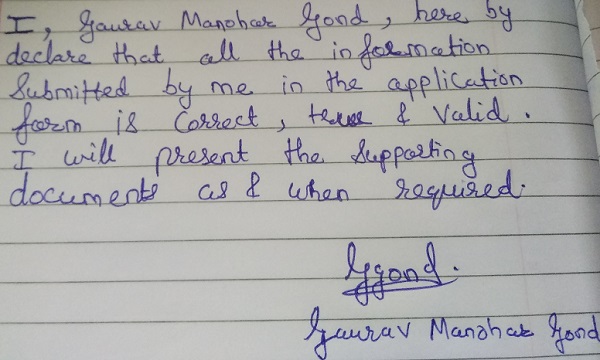 I, Gaurav Manohar Gond, here by
declare that all the information
Submitted by me in the application
form is Correct, true & Valid.
I will present the Supporting
documents as & when required.
Ggond.
Gaurav Manohar Gond